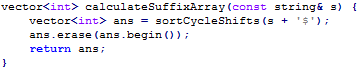 vector<int> calculateSuffixArray(const string& s) {
    vector<int> ans = sortCycleShifts(s + '$');
    ans.erase(ans.begin());
    return ans;
}